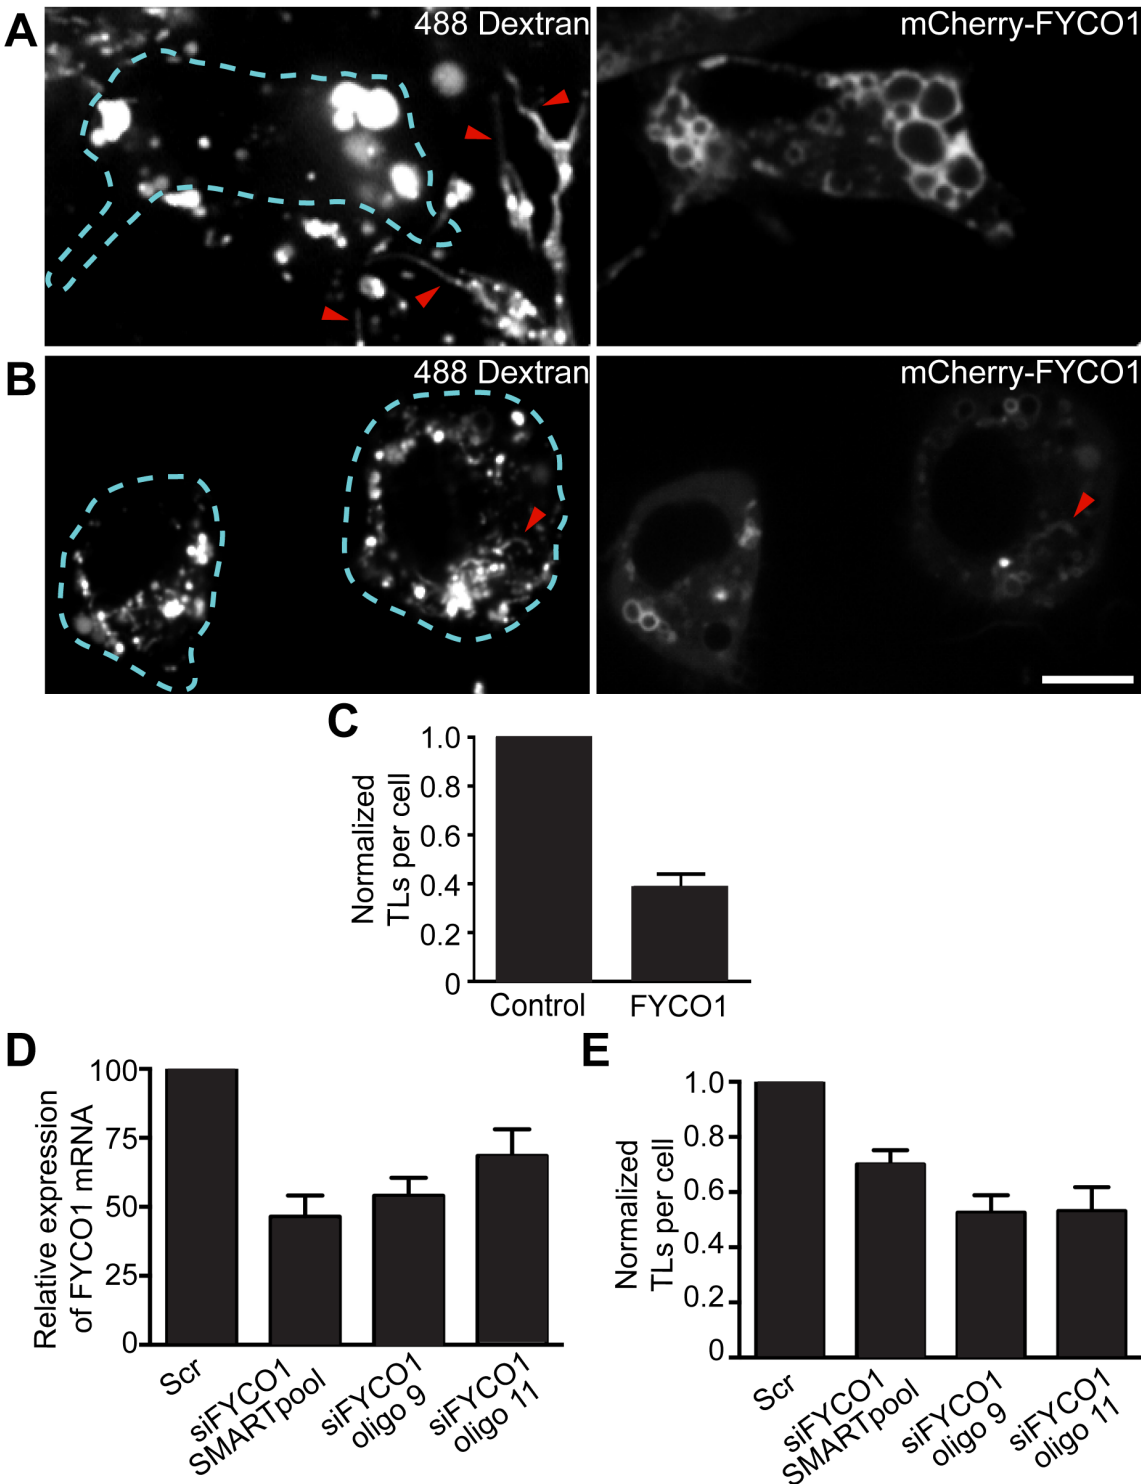 A
488 Dextran
mCherry-FYCO1
B
488 Dextran
mCherry-FYCO1
C
Normalized
TLs per cell
1.0
0.8
0.6
0.4
0.2
0
Control
FYCO1
D
Relative expression
of FYCO1 mRNA
100
75
50
25
0
Scr
siFYCO1
SMARTpool
siFYCO1
oligo 9
siFYCO1
oligo 11
E
Normalized
TLs per cell
1.0
0.8
0.6
0.4
0.2
0
Scr
siFYCO1
SMARTpool
siFYCO1
oligo 9
siFYCO1
oligo 11